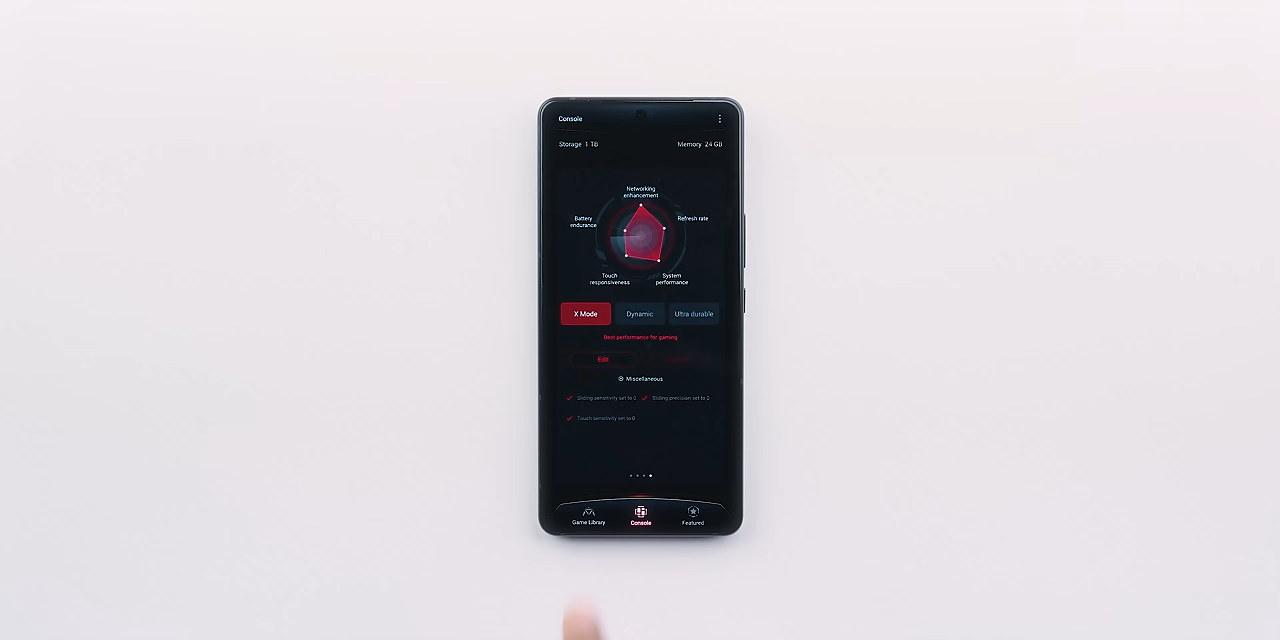 Console
Storage 1 TB
Memory 24 GB
Networking
enhancement
Battery
endurance
Refresh rate
Touch
responsiveness
System
performance
X Mode
Dynamic
Ultra durable
Best performance for gaming
Edit
Miscellaneous
Sliding sensitivity set to 0
Sliding precision set to 0
Touch sensitivity set to 0
Game Library
Console
Featured